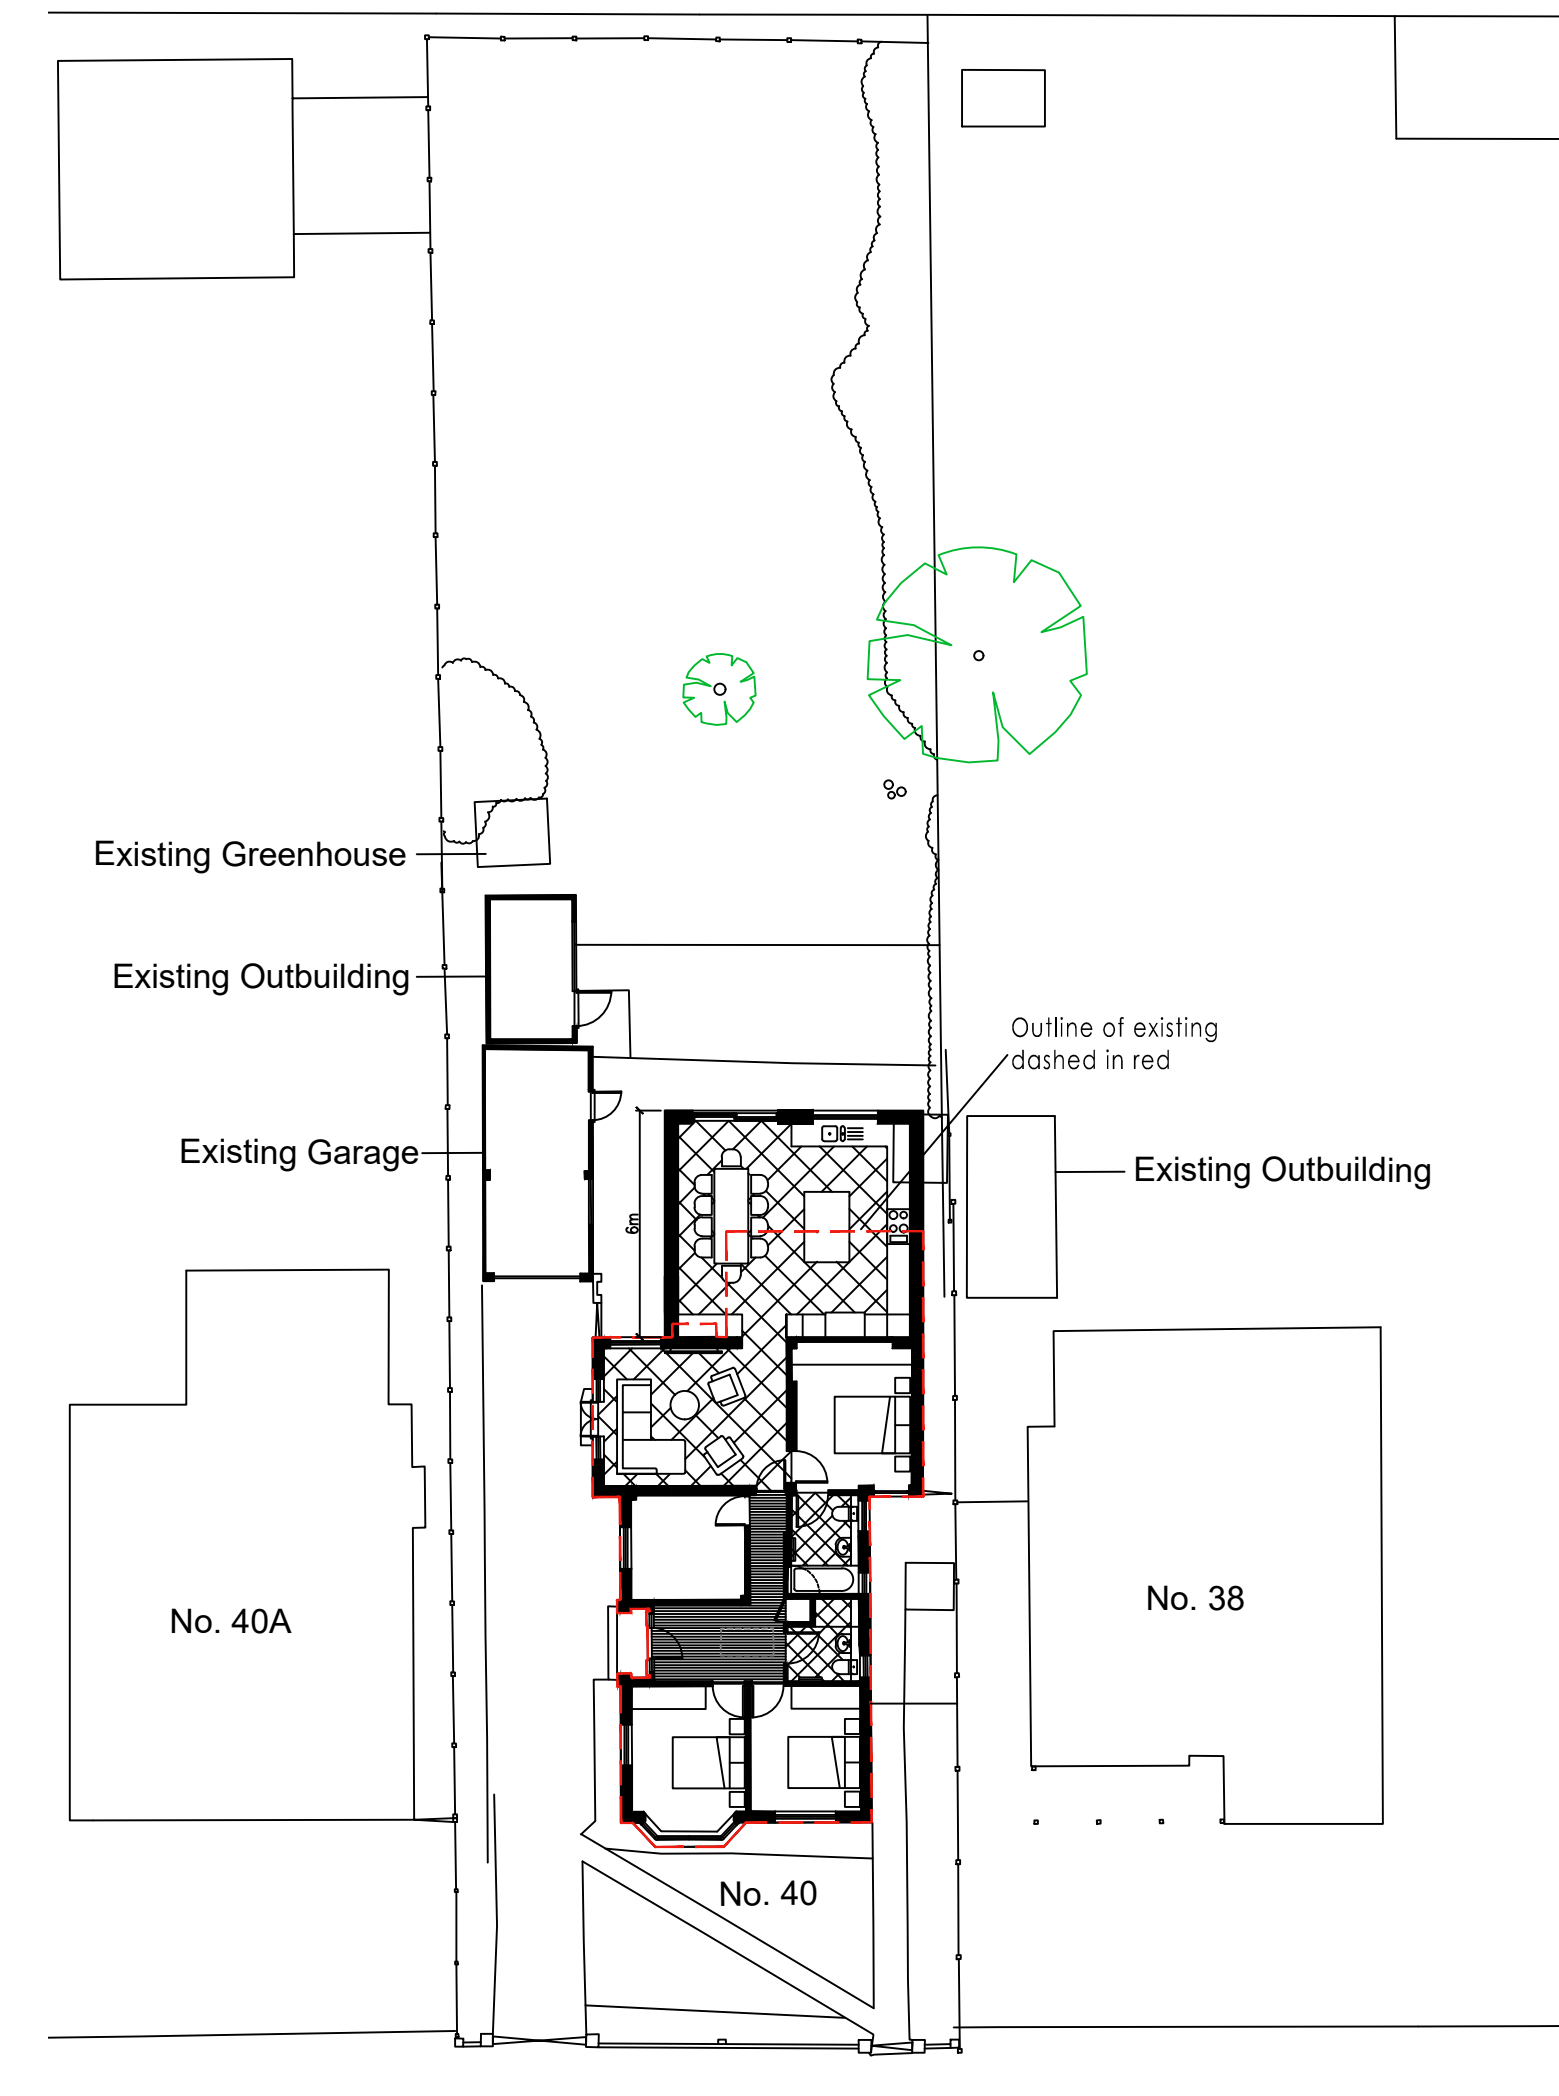 Existing Greenhouse
Existing Outbuilding
Outline of existing
dashed in red
Existing Garage
Existing Outbuilding
6m
No. 40A
No. 38
No. 40